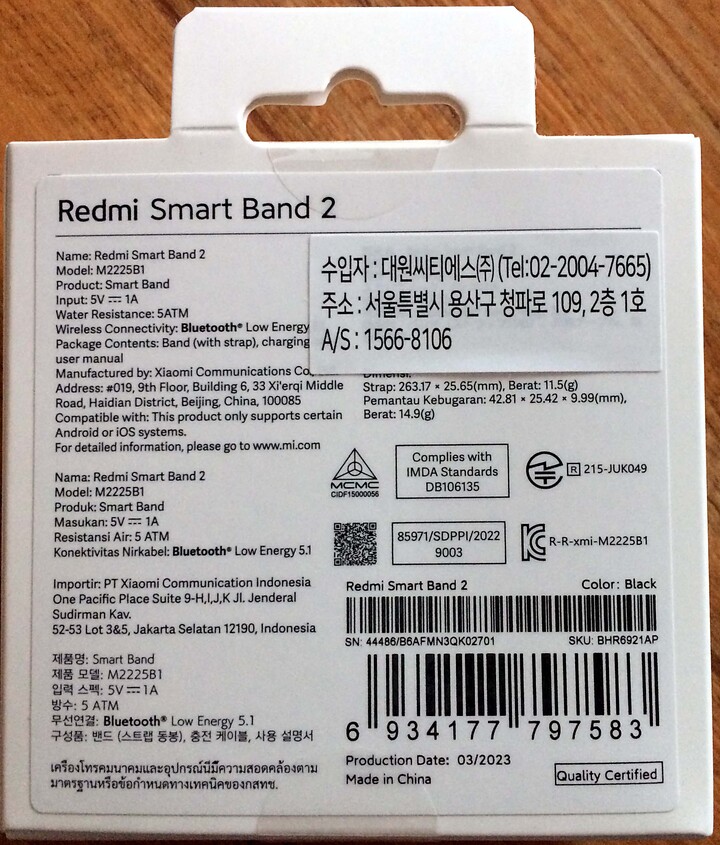 Redmi Smart Band 2
Name: Redmi Smart Band 2
Model: M2225B1
Product: Smart Band
Input: 5V ⎓ 1A
Water Resistance: 5ATM
Wireless Connectivity: Bluetooth® Low Energy
Package Contents: Band (with strap), charging
user manual
Manufactured by: Xiaomi Communications Co.,
Address: #019, 9th Floor, Building 6, 33 Xi'erqi Middle
Road, Haidian District, Beijing, China, 100085
Compatible with: This product only supports certain
Android or iOS systems.
For detailed information, please go to www.mi.com
Nama: Redmi Smart Band 2
Model: M2225B1
Produk: Smart Band
Masukan: 5V ⎓ 1A
Resistansi Air: 5 ATM
Konektivitas Nirkabel: Bluetooth® Low Energy 5.1
Importir: PT Xiaomi Communication Indonesia
One Pacific Place Suite 9-H,I,J,K Jl. Jenderal
Sudirman Kav.
52-53 Lot 3&5, Jakarta Selatan 12190, Indonesia
제품명: Smart Band
제품 모델: M2225B1
입력 스펙: 5V ⎓ 1A
방수: 5 ATM
무선연결: Bluetooth® Low Energy 5.1
구성품: 밴드 (스트랩 동봉), 충전 케이블, 사용 설명서
เครื่องโทรคมนาคมและอุปกรณ์นี้มีความสอดคล้องตาม
มาตรฐานหรือข้อกำหนดทางเทคนิคของกสทช.
수입자 : 대원씨티에스㈜ (Tel:02-2004-7665)
주소 : 서울특별시 용산구 청파로 109, 2층 1호
A/S : 1566-8106
Dimensi:
Strap: 263.17 × 25.65(mm), Berat: 11.5(g)
Pemantau Kebugaran: 42.81 × 25.42 × 9.99(mm),
Berat: 14.9(g)
MCMC
CIDF15000056
Complies with
IMDA Standards
DB106135
R 215-JUK049
85971/SDPPI/2022
9003
R-R-xmi-M2225B1
Redmi Smart Band 2 Color: Black
SN: 44486/B6AFMN3QK02701 SKU: BHR6921AP
6 934177 797583
Production Date: 03/2023
Made in China
Quality Certified